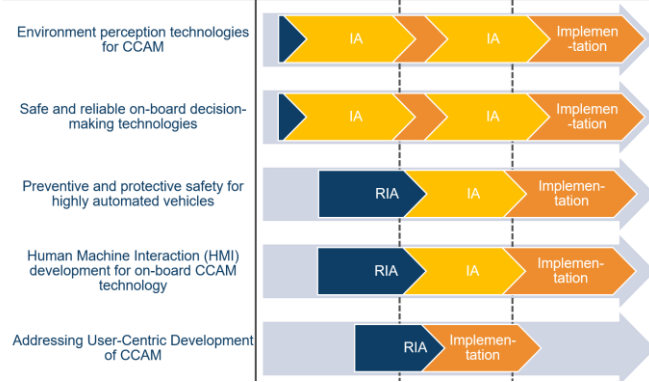 Environment perception technologies
for CCAM
IA
IA
Implemen
-tation
Safe and reliable on-board decision-
making technologies
IA
IA
Implemen
-tation
Preventive and protective safety for
highly automated vehicles
RIA
IA
Implemen-
tation
Human Machine Interaction (HMI)
development for on-board CCAM
technology
RIA
IA
Implemen-
tation
Addressing User-Centric Development
of CCAM
RIA
Implemen-
tation